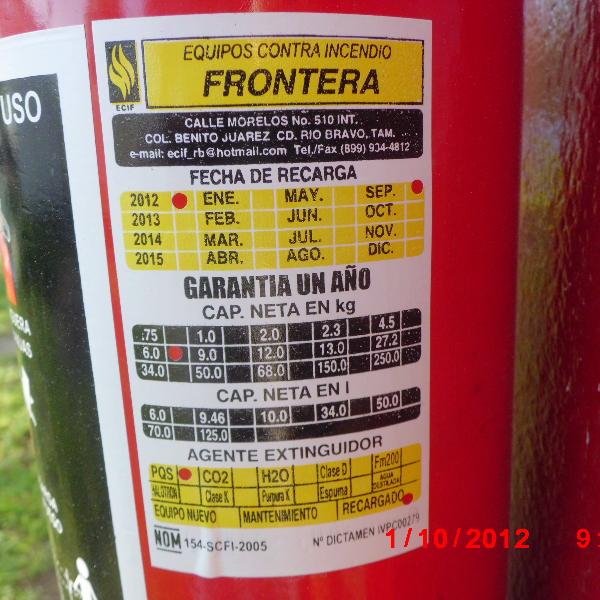 USO
EQUIPOS CONTRA INCENDIO
FRONTERA
ECIF
CALLE MORELOS No. 510 INT.
COL. BENITO JUAREZ CD. RIO BRAVO, TAM.
e-mail: ecif_rb@hotmail.com Tel./Fax (899) 934-4812
FECHA DE RECARGA
2012 ENE. MAY. SEP.
2013 FEB. JUN. OCT.
2014 MAR. JUL. NOV.
2015 ABR. AGO. DIC.
GARANTIA UN AÑO
CAP. NETA EN kg
.75 1.0 2.0 2.3 4.5
6.0 9.0 12.0 13.0 27.2
34.0 50.0 68.0 150.0 250.0
CAP. NETA EN l
6.0 9.46 10.0 34.0 50.0
70.0 125.0
AGENTE EXTINGUIDOR
PQS CO2 H2O Clase D Fm200
HALOTRON Clase K Purpura K Espuma AGUA DESTILADA
EQUIPO NUEVO MANTENIMIENTO RECARGADO
NOM 154-SCFI-2005 Nº DICTAMEN IVPC00279
1/10/2012 9: